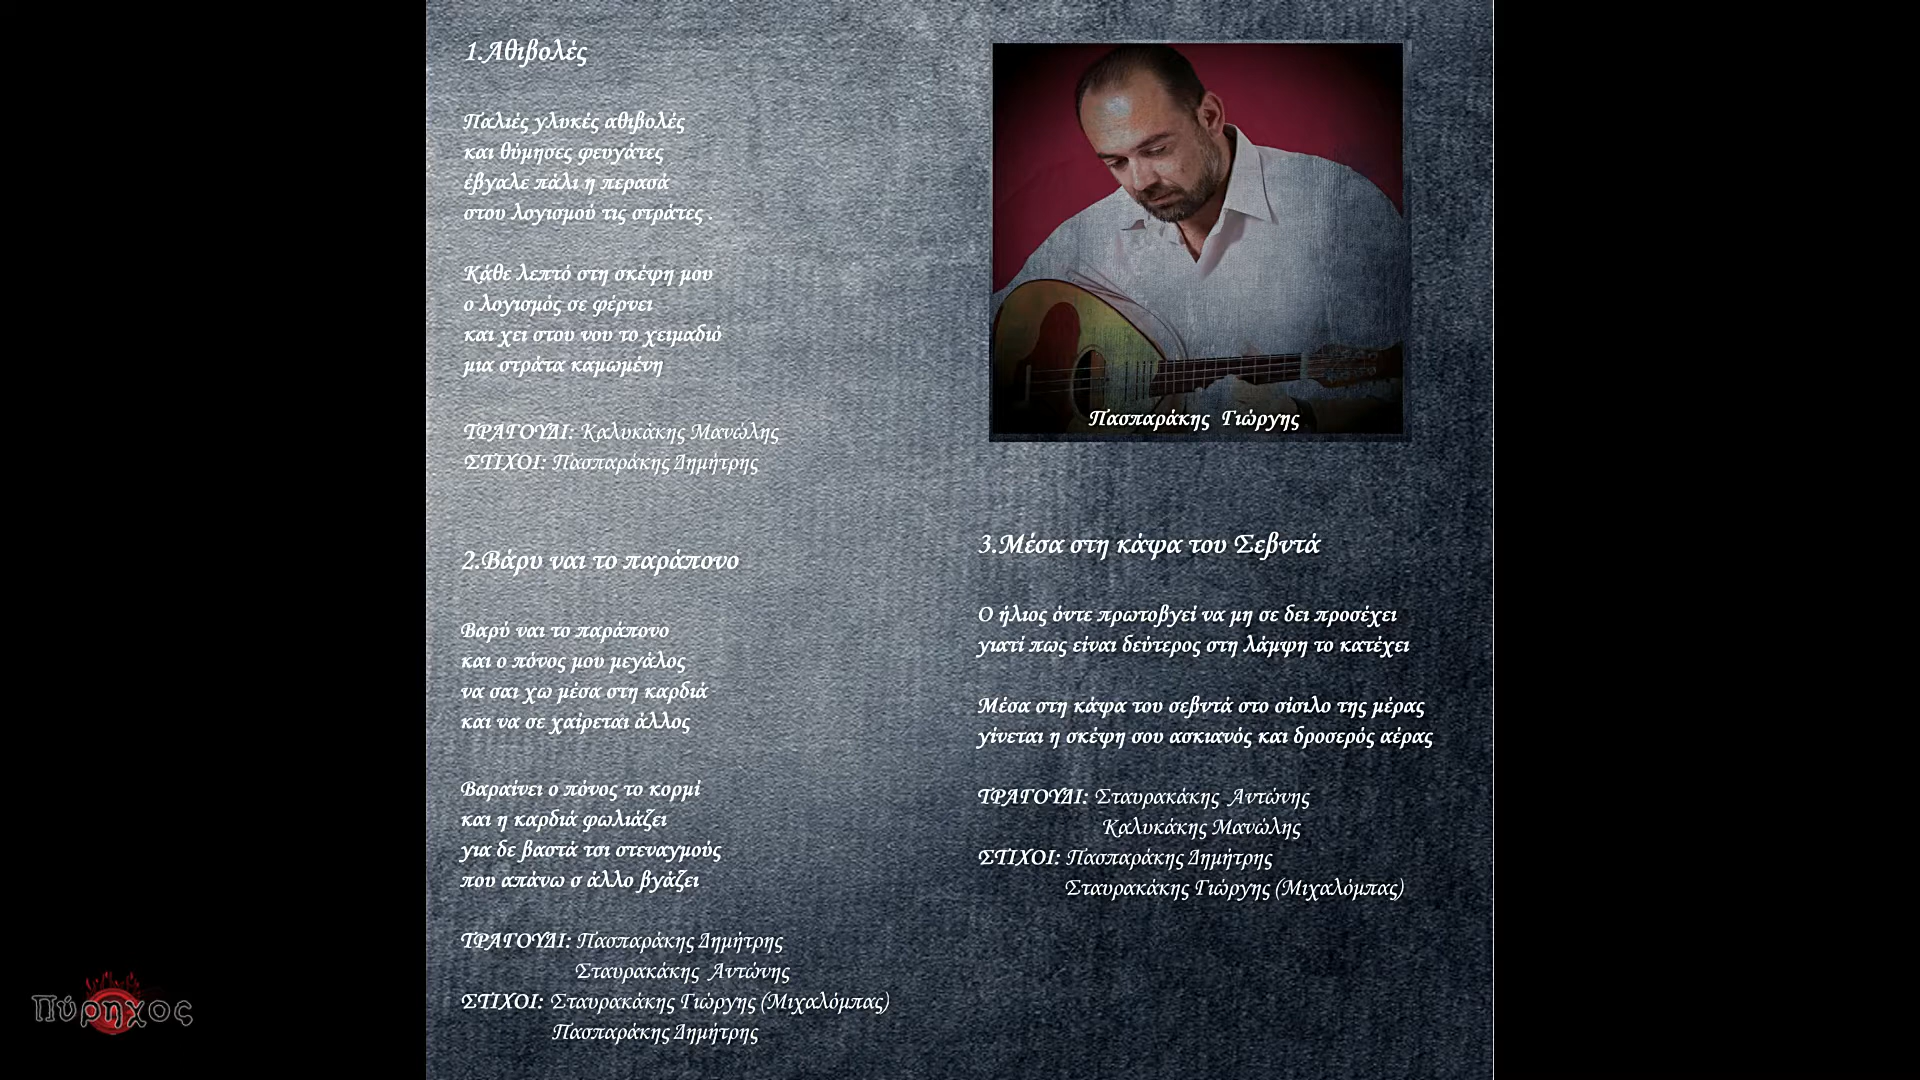 1.Αθιβολές
Παλιές γλυκές αθιβολές
και θύμησες φευγάτες
έβγαλε πάλι η περασά
στου λογισμού τις στράτες .
Κάθε λεπτό στη σκέψη μου
ο λογισμός σε φέρνει
και χει στου νου το χειμαδιό
μια στράτα καμωμένη
ΤΡΑΓΟΥΔΙ: Καλυκάκης Μανώλης
ΣΤΙΧΟΙ: Πασπαράκης Δημήτρης
2.Βάρυ ναι το παράπονο
Βαρύ ναι το παράπονο
και ο πόνος μου μεγάλος
να σαι χω μέσα στη καρδιά
και να σε χαίρεται άλλος
Βαραίνει ο πόνος το κορμί
και η καρδιά φωλιάζει
για δε βαστά τσι στεναγμούς
που απάνω σ άλλο βγάζει
ΤΡΑΓΟΥΔΙ: Πασπαράκης Δημήτρης
Σταυρακάκης Αντώνης
ΣΤΙΧΟΙ: Σταυρακάκης Γιώργης (Μιχαλόμπας)
Πασπαράκης Δημήτρης
Πασπαράκης Γιώργης
3.Μέσα στη κάψα του Σεβντά
Ο ήλιος όντε πρωτοβγεί να μη σε δει προσέχει
γιατί πως είναι δεύτερος στη λάμψη το κατέχει
Μέσα στη κάψα του σεβντά στο σίσιλο της μέρας
γίνεται η σκέψη σου ασκιανός και δροσερός αέρας
ΤΡΑΓΟΥΔΙ: Σταυρακάκης Αντώνης
Καλυκάκης Μανώλης
ΣΤΙΧΟΙ: Πασπαράκης Δημήτρης
Σταυρακάκης Γιώργης (Μιχαλόμπας)
Πύρηχος